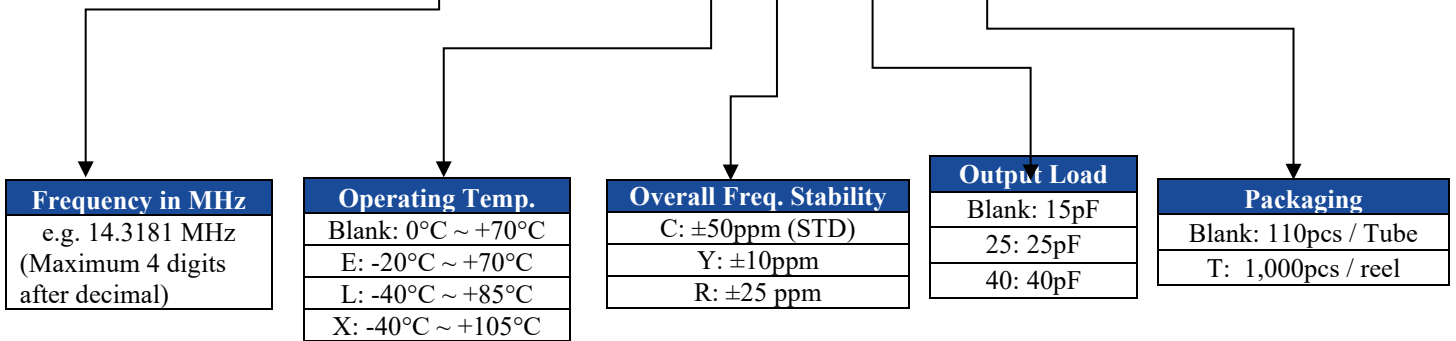 Frequency in MHz
e.g. 14.3181 MHz
(Maximum 4 digits
after decimal)
Operating Temp.
Blank: 0°C ~ +70°C
E: -20°C ~ +70°C
L: -40°C ~ +85°C
X: -40°C ~ +105°C
Overall Freq. Stability
C: ±50ppm (STD)
Y: ±10ppm
R: ±25 ppm
Output Load
Blank: 15pF
25: 25pF
40: 40pF
Packaging
Blank: 110pcs / Tube
T: 1,000pcs / reel